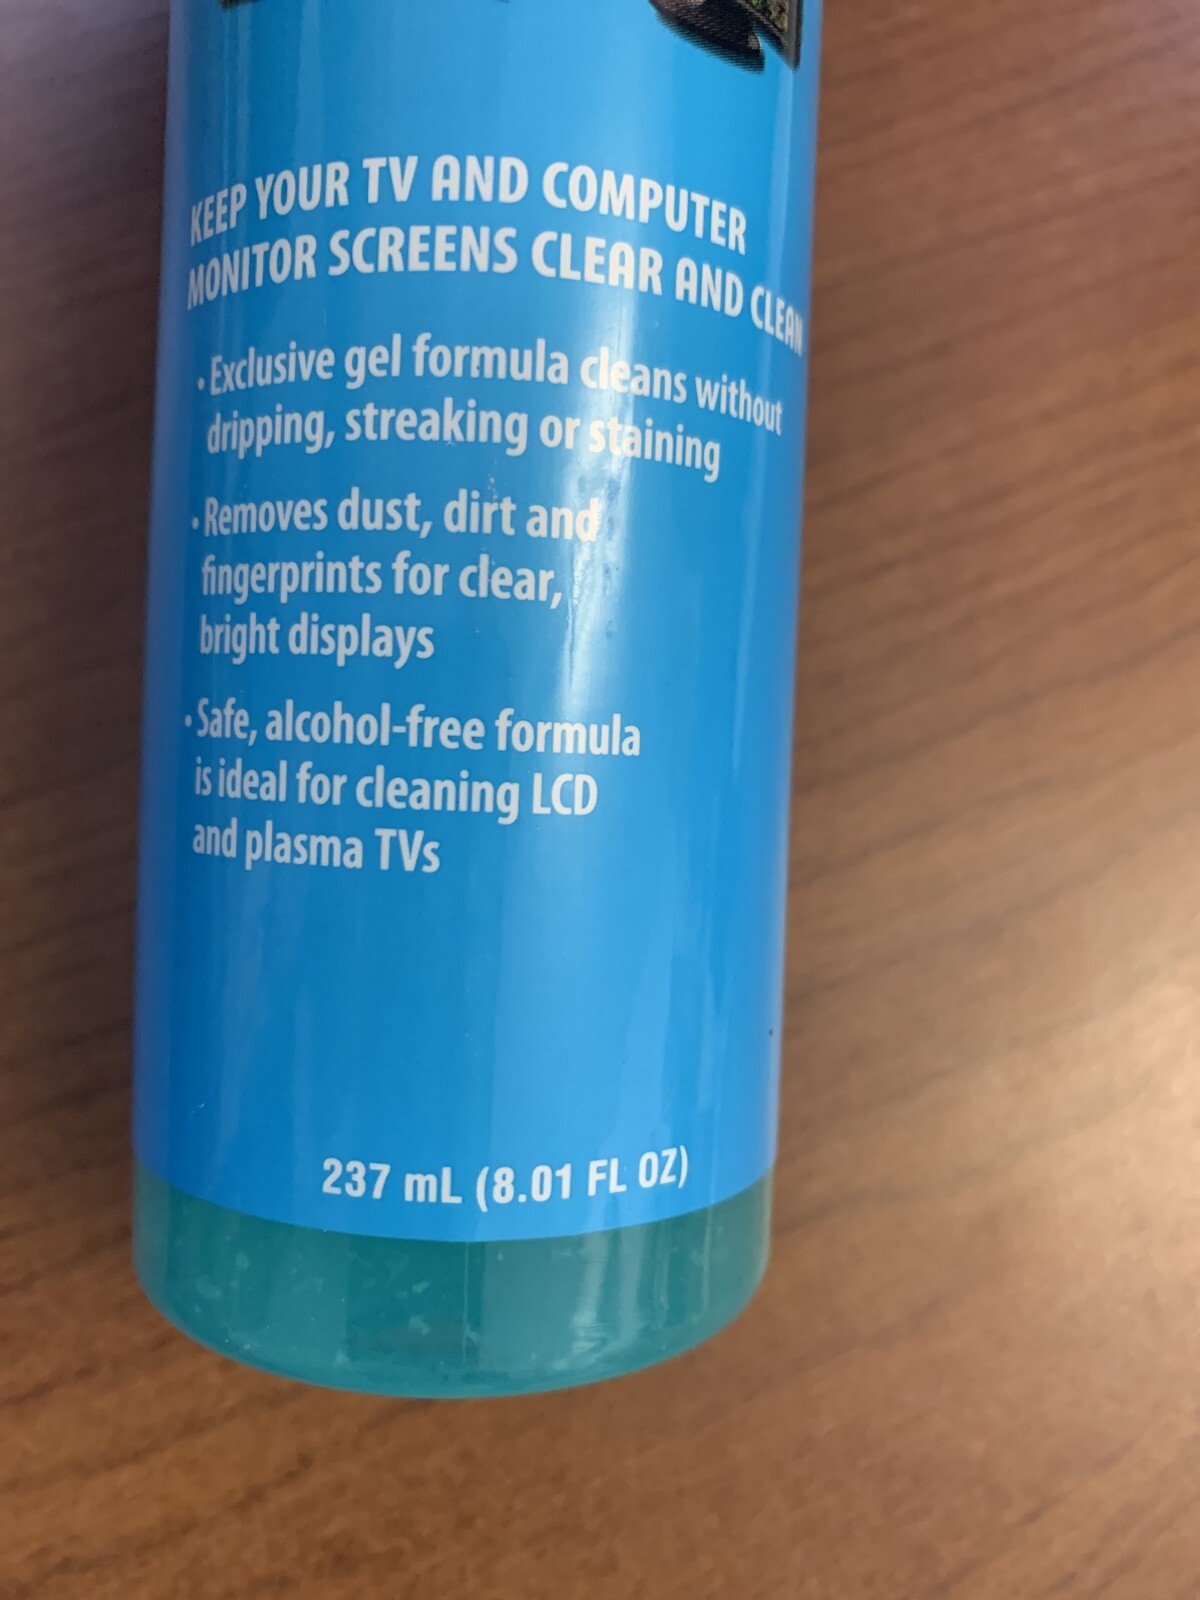 KEEP YOUR TV AND COMPUTER
MONITOR SCREENS CLEAR AND CLEAN
• Exclusive gel formula cleans without
dripping, streaking or staining
• Removes dust, dirt and
fingerprints for clear,
bright displays
• Safe, alcohol-free formula
is ideal for cleaning LCD
and plasma TVs
237 mL (8.01 FL OZ)